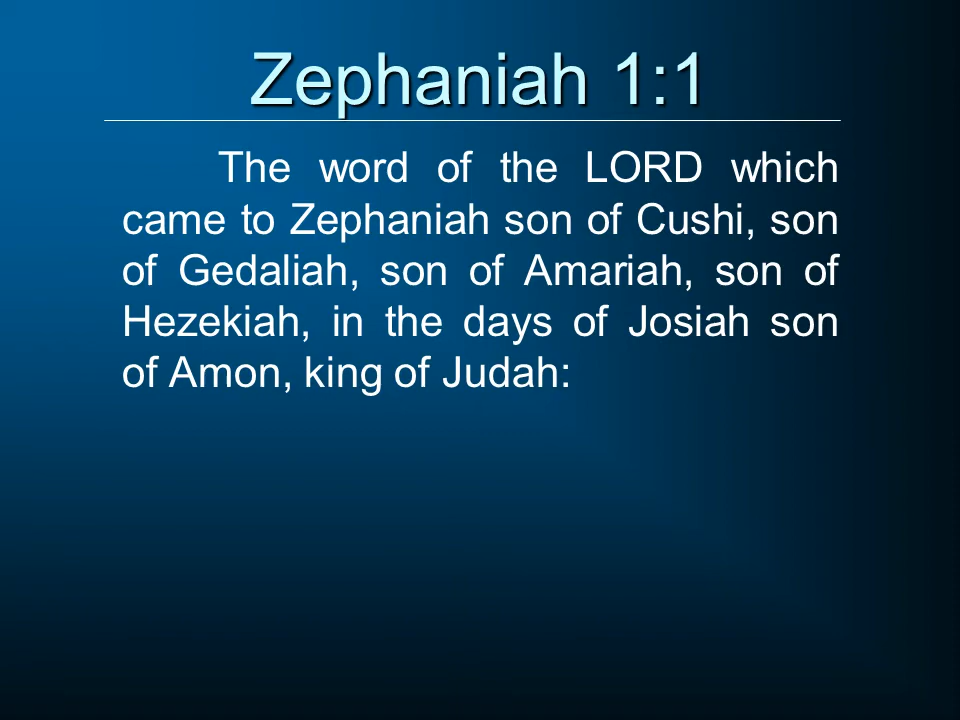 Zephaniah 1:1
The word of the LORD which
came to Zephaniah son of Cushi, son
of Gedaliah, son of Amariah, son of
Hezekiah, in the days of Josiah son
of Amon, king of Judah: